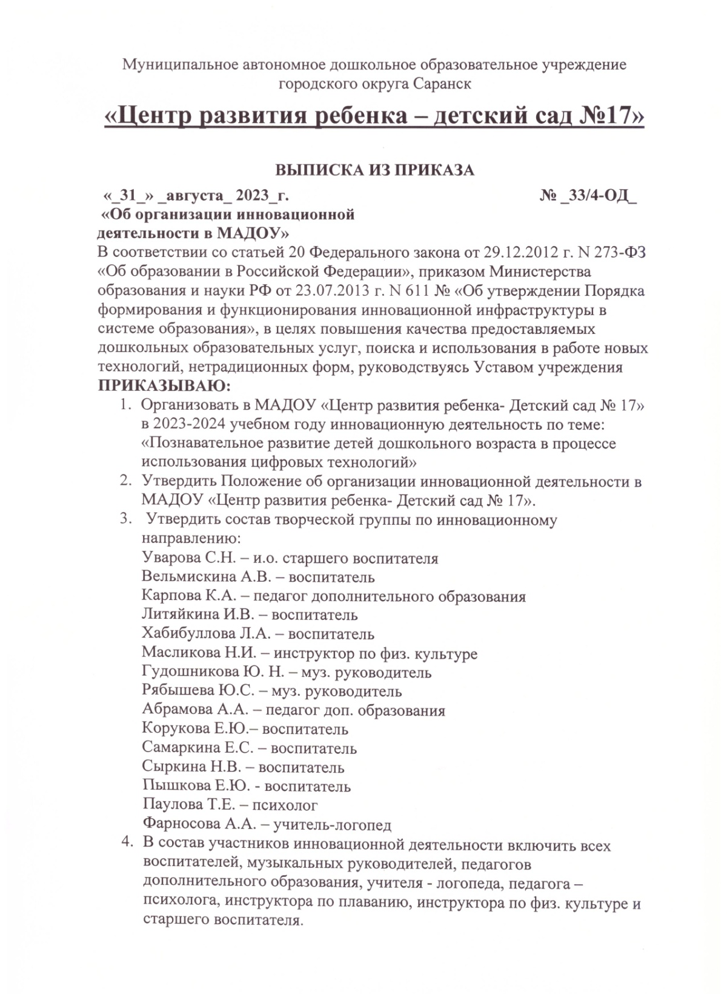 Муниципальное автономное дошкольное образовательное учреждение
городского округа Саранск
«Центр развития ребенка – детский сад №17»
ВЫПИСКА ИЗ ПРИКАЗА
«_31_» _августа_ 2023_г. № _33/4-ОД_
«Об организации инновационной
деятельности в МАДОУ»
В соответствии со статьей 20 Федерального закона от 29.12.2012 г. N 273-ФЗ
«Об образовании в Российской Федерации», приказом Министерства
образования и науки РФ от 23.07.2013 г. N 611 № «Об утверждении Порядка
формирования и функционирования инновационной инфраструктуры в
системе образования», в целях повышения качества предоставляемых
дошкольных образовательных услуг, поиска и использования в работе новых
технологий, нетрадиционных форм, руководствуясь Уставом учреждения
ПРИКАЗЫВАЮ:
1. Организовать в МАДОУ «Центр развития ребенка- Детский сад № 17»
в 2023-2024 учебном году инновационную деятельность по теме:
«Познавательное развитие детей дошкольного возраста в процессе
использования цифровых технологий»
2. Утвердить Положение об организации инновационной деятельности в
МАДОУ «Центр развития ребенка- Детский сад № 17».
3. Утвердить состав творческой группы по инновационному
направлению:
Уварова С.Н. – и.о. старшего воспитателя
Вельмискина А.В. – воспитатель
Карпова К.А. – педагог дополнительного образования
Литяйкина И.В. – воспитатель
Хабибуллова Л.А. – воспитатель
Масликова Н.И. – инструктор по физ. культуре
Гудошникова Ю. Н. – муз. руководитель
Рябышева Ю.С. – муз. руководитель
Абрамова А.А. – педагог доп. образования
Корукова Е.Ю.– воспитатель
Самаркина Е.С. – воспитатель
Сыркина Н.В. – воспитатель
Пышкова Е.Ю. - воспитатель
Паулова Т.Е. – психолог
Фарносова А.А. – учитель-логопед
4. В состав участников инновационной деятельности включить всех
воспитателей, музыкальных руководителей, педагогов
дополнительного образования, учителя - логопеда, педагога –
психолога, инструктора по плаванию, инструктора по физ. культуре и
старшего воспитателя.